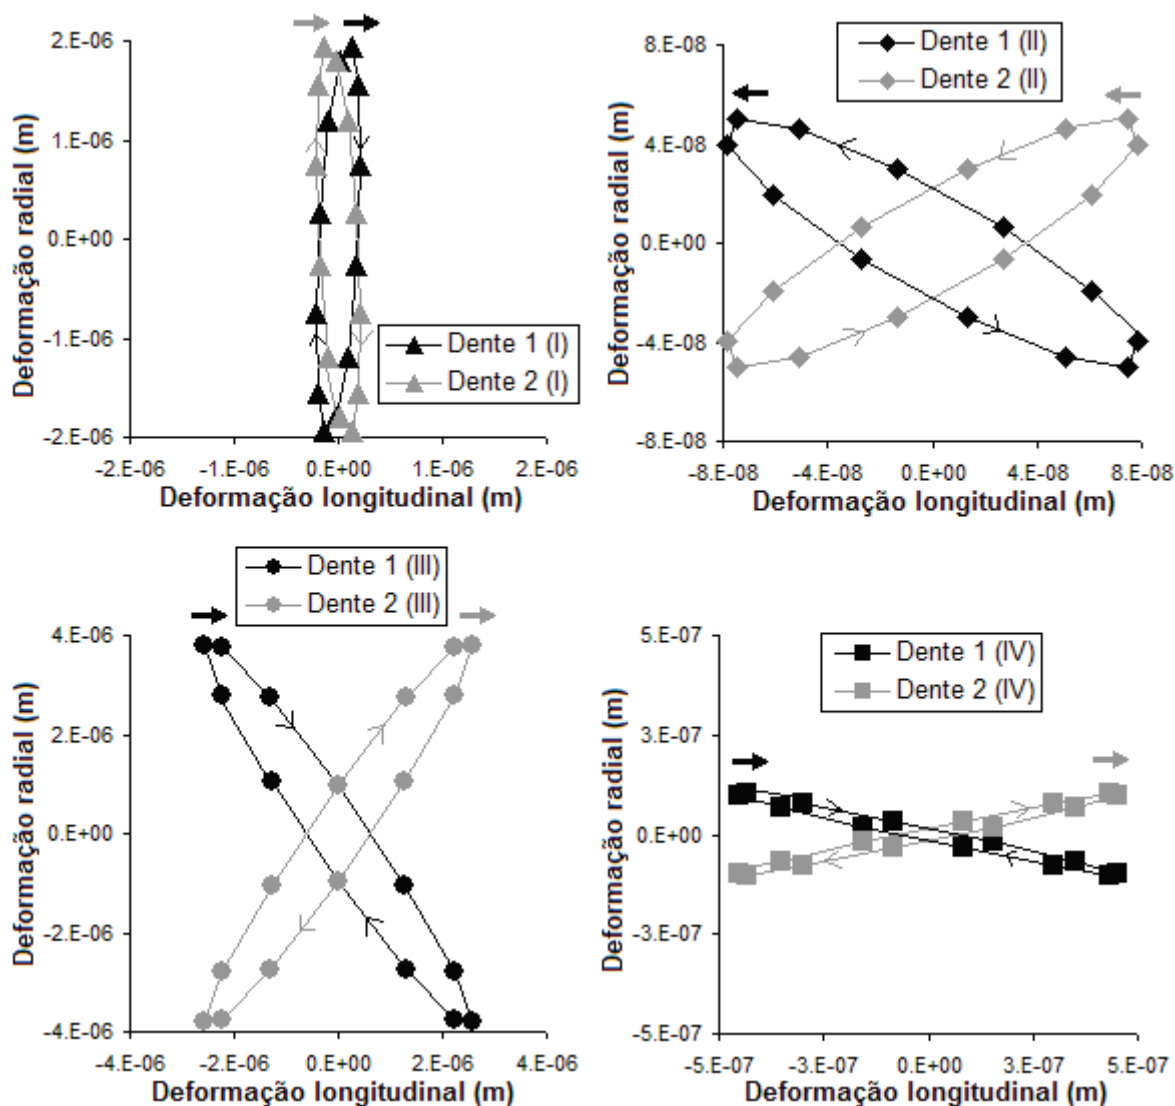 Deformação radial (m)
2.E-06
1.E-06
0.E+00
-1.E-06
-2.E-06
Dente 1 (I)
Dente 2 (I)
-2.E-06 -1.E-06 0.E+00 1.E-06 2.E-06
Deformação longitudinal (m)
Deformação radial (m)
8.E-08
4.E-08
0.E+00
-4.E-08
-8.E-08
Dente 1 (II)
Dente 2 (II)
-8.E-08 -4.E-08 0.E+00 4.E-08 8.E-08
Deformação longitudinal (m)
Dente 1 (III)
Dente 2 (III)
Deformação radial (m)
4.E-06
2.E-06
0.E+00
-2.E-06
-4.E-06
-4.E-06 -2.E-06 0.E+00 2.E-06 4.E-06
Deformação longitudinal (m)
Deformação radial (m)
5.E-07
3.E-07
0.E+00
-3.E-07
-5.E-07
Dente 1 (IV)
Dente 2 (IV)
-5.E-07 -3.E-07 0.E+00 3.E-07 5.E-07
Deformação longitudinal (m)